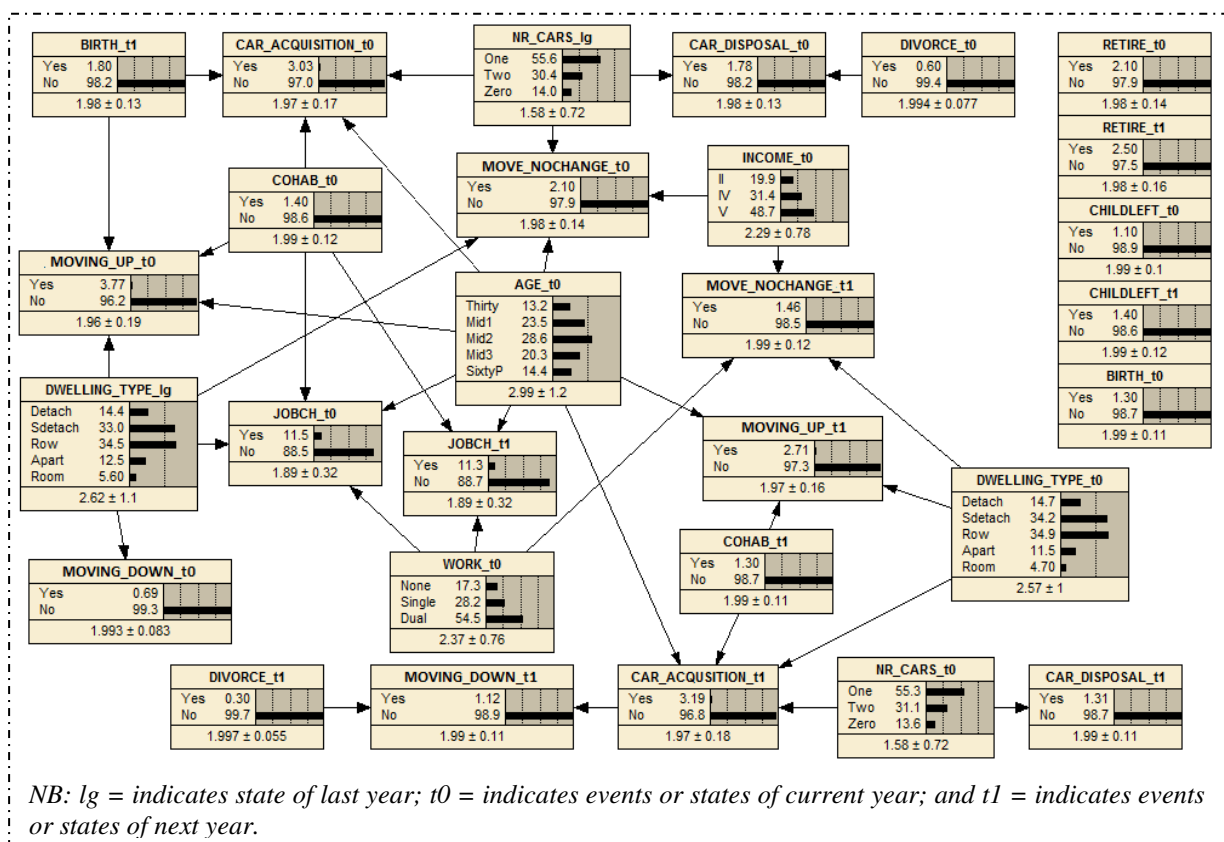 BIRTH_t1
Yes 1.80
No 98.2
1.98 ± 0.13
CAR_ACQUISITION_t0
Yes 3.03
No 97.0
1.97 ± 0.17
NR_CARS_lg
One 55.6
Two 30.4
Zero 14.0
1.58 ± 0.72
CAR_DISPOSAL_t0
Yes 1.78
No 98.2
1.98 ± 0.13
DIVORCE_t0
Yes 0.60
No 99.4
1.994 ± 0.077
RETIRE_t0
Yes 2.10
No 97.9
1.98 ± 0.14
RETIRE_t1
Yes 2.50
No 97.5
1.98 ± 0.16
CHILDLEFT_t0
Yes 1.10
No 98.9
1.99 ± 0.1
CHILDLEFT_t1
Yes 1.40
No 98.6
1.99 ± 0.12
BIRTH_t0
Yes 1.30
No 98.7
1.99 ± 0.11
COHAB_t0
Yes 1.40
No 98.6
1.99 ± 0.12
MOVE_NOCHANGE_t0
Yes 2.10
No 97.9
1.98 ± 0.14
INCOME_t0
II 19.9
IV 31.4
V 48.7
2.29 ± 0.78
MOVING_UP_t0
Yes 3.77
No 96.2
1.96 ± 0.19
AGE_t0
Thirty 13.2
Mid1 23.5
Mid2 28.6
Mid3 20.3
SixtyP 14.4
2.99 ± 1.2
MOVE_NOCHANGE_t1
Yes 1.46
No 98.5
1.99 ± 0.12
DWELLING_TYPE_lg
Detach 14.4
Sdetach 33.0
Row 34.5
Apart 12.5
Room 5.60
2.62 ± 1.1
JOBCH_t0
Yes 11.5
No 88.5
1.89 ± 0.32
JOBCH_t1
Yes 11.3
No 88.7
1.89 ± 0.32
MOVING_UP_t1
Yes 2.71
No 97.3
1.97 ± 0.16
DWELLING_TYPE_t0
Detach 14.7
Sdetach 34.2
Row 34.9
Apart 11.5
Room 4.70
2.57 ± 1
MOVING_DOWN_t0
Yes 0.69
No 99.3
1.993 ± 0.083
WORK_t0
None 17.3
Single 28.2
Dual 54.5
2.37 ± 0.76
COHAB_t1
Yes 1.30
No 98.7
1.99 ± 0.11
DIVORCE_t1
Yes 0.30
No 99.7
1.997 ± 0.055
MOVING_DOWN_t1
Yes 1.12
No 98.9
1.99 ± 0.11
CAR_ACQUSITION_t1
Yes 3.19
No 96.8
1.97 ± 0.18
NR_CARS_t0
One 55.3
Two 31.1
Zero 13.6
1.58 ± 0.72
CAR_DISPOSAL_t1
Yes 1.31
No 98.7
1.99 ± 0.11
NB: lg = indicates state of last year; t0 = indicates events or states of current year; and t1 = indicates events
or states of next year.